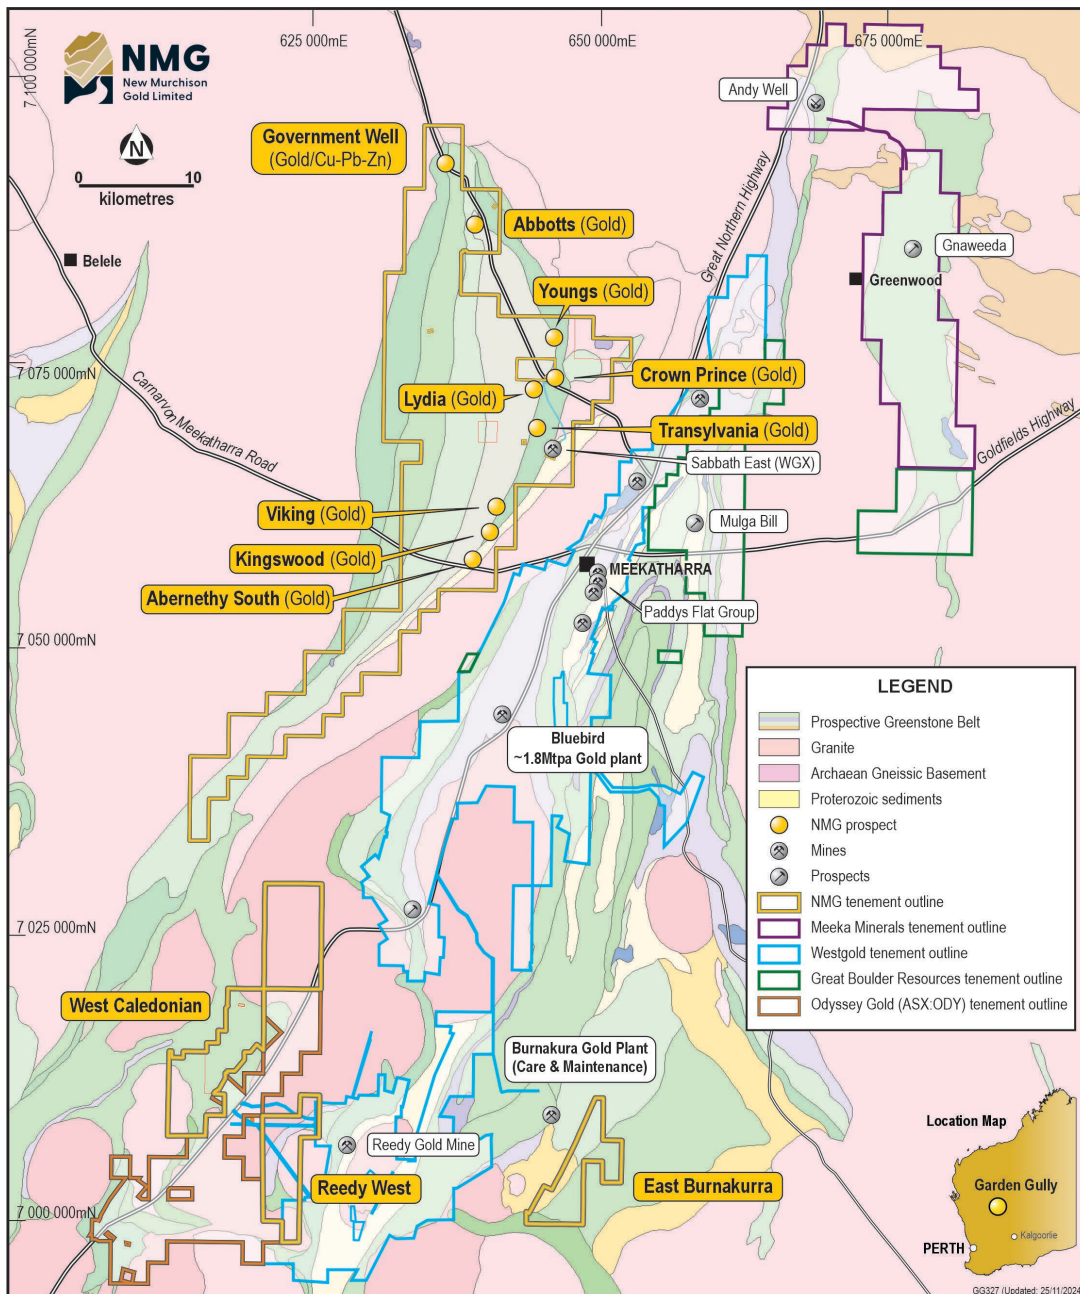 625 000mE
650 000mE
675 000mE
7 100 000mN
NMG
New Murchison
Gold Limited
N
0
10
kilometres
Andy Well
Government Well
(Gold/Cu-Pb-Zn)
Great Northern Highway
Abbotts (Gold)
Gnaweeda
Belele
Greenwood
Youngs (Gold)
7 075 000mN
Crown Prince (Gold)
Lydia (Gold)
Carnarvon Meekatharra Road
Goldfields Highway
Transylvania (Gold)
Sabbath East (WGX)
Viking (Gold)
Mulga Bill
Kingswood (Gold)
MEEKATHARRA
Abernethy South (Gold)
Paddys Flat Group
7 050 000mN
LEGEND
Prospective Greenstone Belt
Granite
Archaean Gneissic Basement
Proterozoic sediments
NMG prospect
Mines
Prospects
NMG tenement outline
Meeka Minerals tenement outline
Westgold tenement outline
Great Boulder Resources tenement outline
Odyssey Gold (ASX:ODY) tenement outline
Bluebird
~1.8Mtpa Gold plant
7 025 000mN
West Caledonian
Burnakura Gold Plant
(Care & Maintenance)
Reedy Gold Mine
Reedy West
East Burnakurra
7 000 000mN
Location Map
Garden Gully
Kalgoorlie
PERTH
GG327 (Updated: 25/11/2024